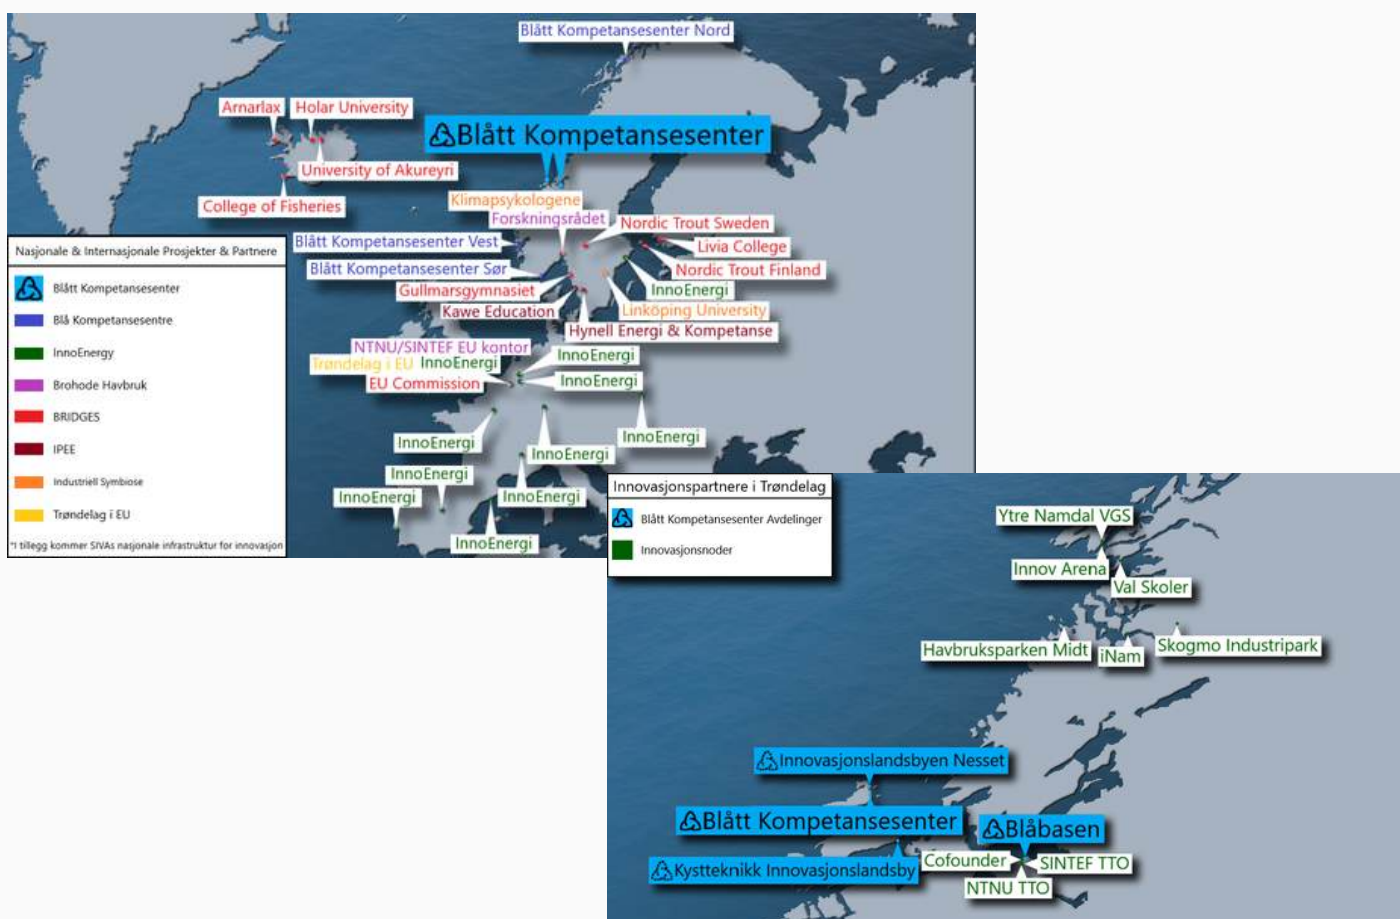 Blått Kompetansesenter Nord
Arnarlax
Holar University
Blått Kompetansesenter
University of Akureyri
College of Fisheries
Klimapsykologene
Forskningsrådet
Nordic Trout Sweden
Blått Kompetansesenter Vest
Livia College
Blått Kompetansesenter Sør
Nordic Trout Finland
Gullmarsgymnasiet
InnoEnergi
Kawe Education
Linköping University
Hynell Energi & Kompetanse
NTNU/SINTEF EU kontor
InnoEnergi
Trøndelag i EU
InnoEnergi
EU Commission
InnoEnergi
InnoEnergi
InnoEnergi
InnoEnergi
InnoEnergi
InnoEnergi
InnoEnergi
InnoEnergi
Nasjonale & Internasjonale Prosjekter & Partnere
Blått Kompetansesenter
Blå Kompetansesentre
InnoEnergy
Brohode Havbruk
BRIDGES
IPEE
Industriell Symbiose
Trøndelag i EU
*I tillegg kommer SIVAs nasjonale infrastruktur for innovasjon
Innovasjonspartnere i Trøndelag
Blått Kompetansesenter Avdelinger
Innovasjonsnoder
Ytre Namdal VGS
Innov Arena
Val Skoler
Havbruksparken Midt
iNam
Skogmo Industripark
Innovasjonslandsbyen Nesset
Blått Kompetansesenter
Blåbasen
Kystteknikk Innovasjonslandsby
Cofounder
SINTEF TTO
NTNU TTO